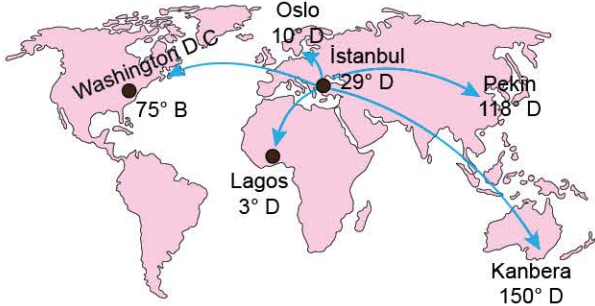 Oslo
10° D
Washington D.C
75° B
İstanbul
29° D
Pekin
118° D
Lagos
3° D
Kanbera
150° D